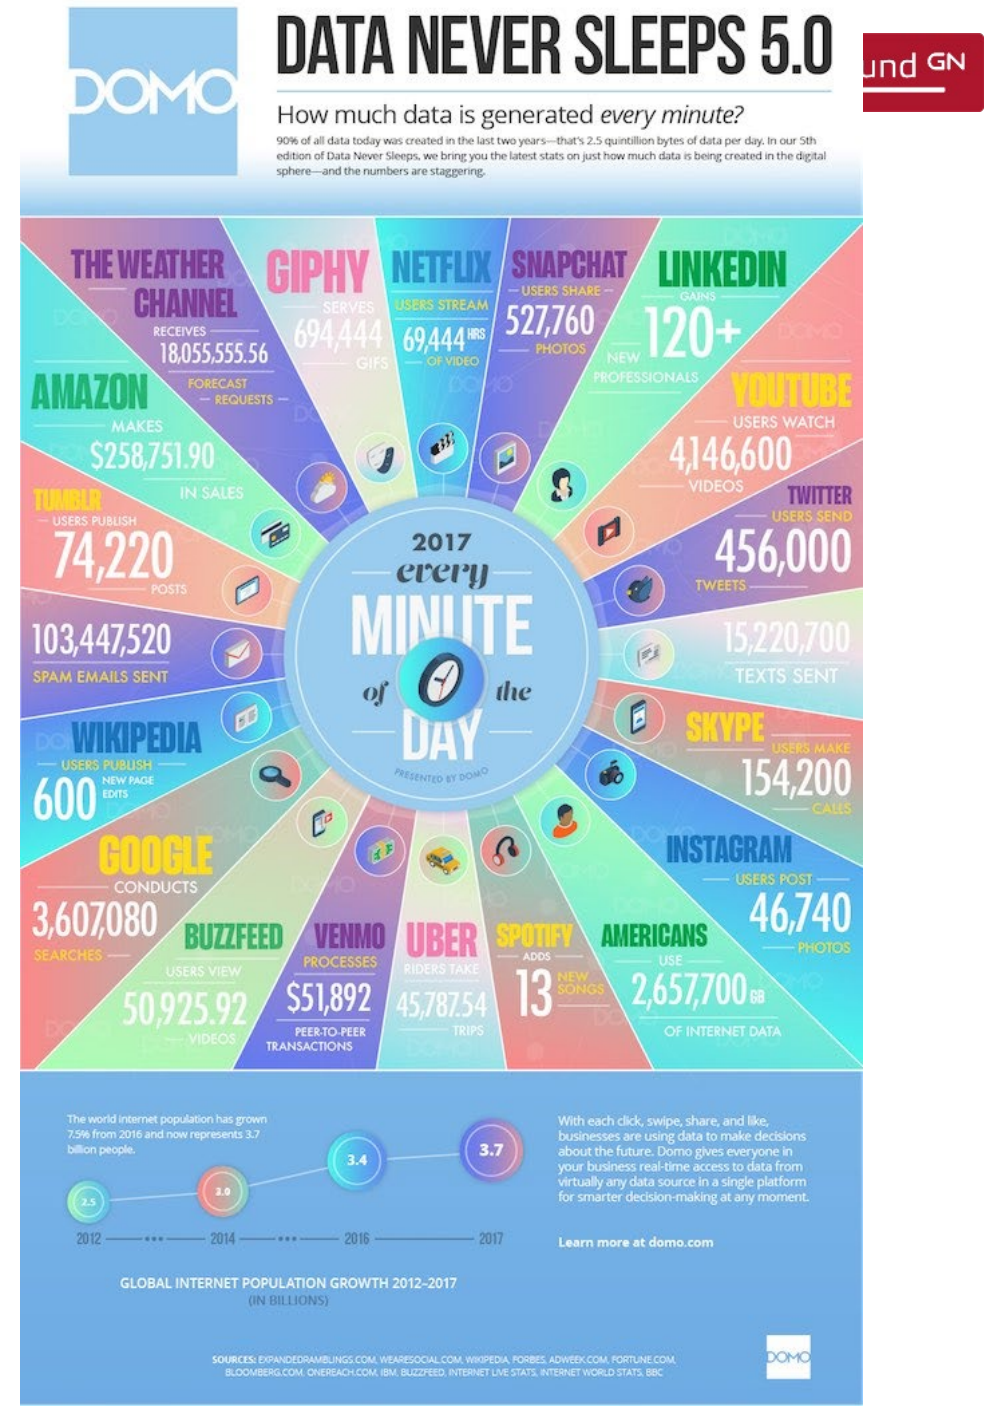 DOMO
DATA NEVER SLEEPS 5.0
und GN
How much data is generated every minute?
90% of all data today was created in the last two years—that's 2.5 quintillion bytes of data per day. In our 5th
edition of Data Never Sleeps, we bring you the latest stats on just how much data is being created in the digital
sphere—and the numbers are staggering.
THE WEATHER
CHANNEL
RECEIVES
18,055,555.56
FORECAST
REQUESTS
GIPHY
SERVES
694,444
GIFS
NETFLIX
USERS STREAM
69,444 HRS
OF VIDEO
SNAPCHAT
USERS SHARE
527,760
PHOTOS
LINKEDIN
GAINS
120+
NEW
PROFESSIONALS
YOUTUBE
USERS WATCH
4,146,600
VIDEOS
TWITTER
USERS SEND
456,000
TWEETS
15,220,700
TEXTS SENT
SKYPE
USERS MAKE
154,200
CALLS
INSTAGRAM
USERS POST
46,740
PHOTOS
AMERICANS
USE
2,657,700 GB
OF INTERNET DATA
SPOTIFY
ADDS
13 NEW
SONGS
UBER
RIDERS TAKE
45,787.54
TRIPS
VENMO
PROCESSES
$51,892
PEER-TO-PEER
TRANSACTIONS
BUZZFEED
USERS VIEW
50,925.92
VIDEOS
GOOGLE
CONDUCTS
3,607,080
SEARCHES
WIKIPEDIA
USERS PUBLISH
600 NEW PAGE
EDITS
103,447,520
SPAM EMAILS SENT
TUMBLR
USERS PUBLISH
74,220
POSTS
AMAZON
MAKES
$258,751.90
IN SALES
2017
every
MINUTE
of the
DAY
PRESENTED BY DOMO
The world internet population has grown
7.5% from 2016 and now represents 3.7
billion people.
2.5
3.0
3.4
3.7
2012 2014 2016 2017
GLOBAL INTERNET POPULATION GROWTH 2012–2017
(IN BILLIONS)
With each click, swipe, share, and like,
businesses are using data to make decisions
about the future. Domo gives everyone in
your business real-time access to data from
virtually any data source in a single platform
for smarter decision-making at any moment.
Learn more at domo.com
SOURCES: EXPANDEDRAMBLINGS.COM, WEARESOCIAL.COM, WIKIPEDIA, FORBES, ADWEEK.COM, FORTUNE.COM,
BLOOMBERG.COM, ONEREACH.COM, IBM, BUZZFEED, INTERNET LIVE STATS, INTERNET WORLD STATS, BBC
DOMO